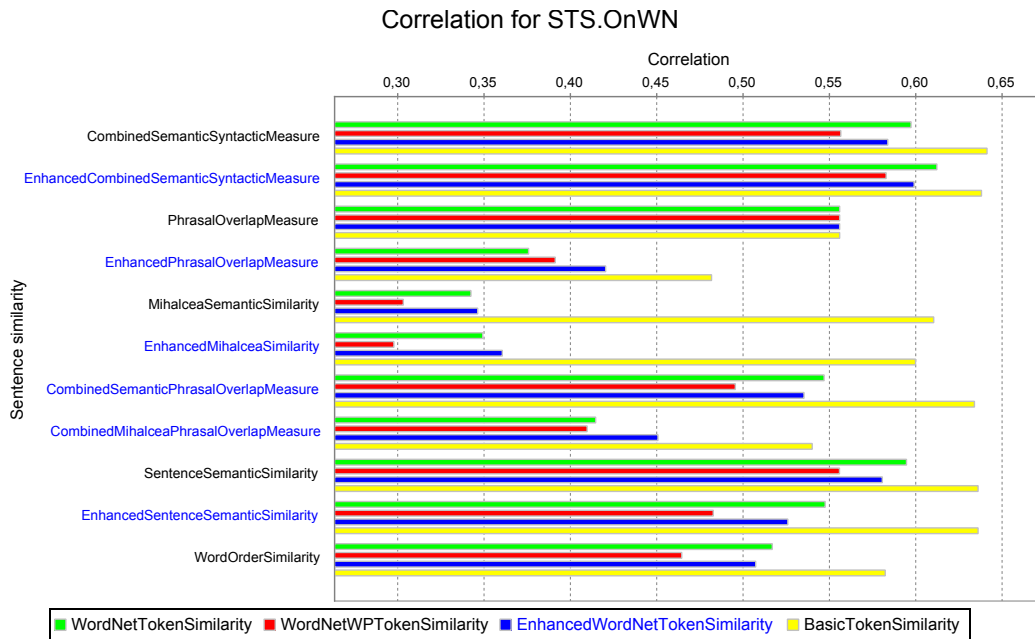 Correlation for STS.OnWN
Correlation
0,30 0,35 0,40 0,45 0,50 0,55 0,60 0,65
Sentence similarity
CombinedSemanticSyntacticMeasure
EnhancedCombinedSemanticSyntacticMeasure
PhrasalOverlapMeasure
EnhancedPhrasalOverlapMeasure
MihalceaSemanticSimilarity
EnhancedMihalceaSimilarity
CombinedSemanticPhrasalOverlapMeasure
CombinedMihalceaPhrasalOverlapMeasure
SentenceSemanticSimilarity
EnhancedSentenceSemanticSimilarity
WordOrderSimilarity
WordNetTokenSimilarity WordNetWPTokenSimilarity EnhancedWordNetTokenSimilarity BasicTokenSimilarity